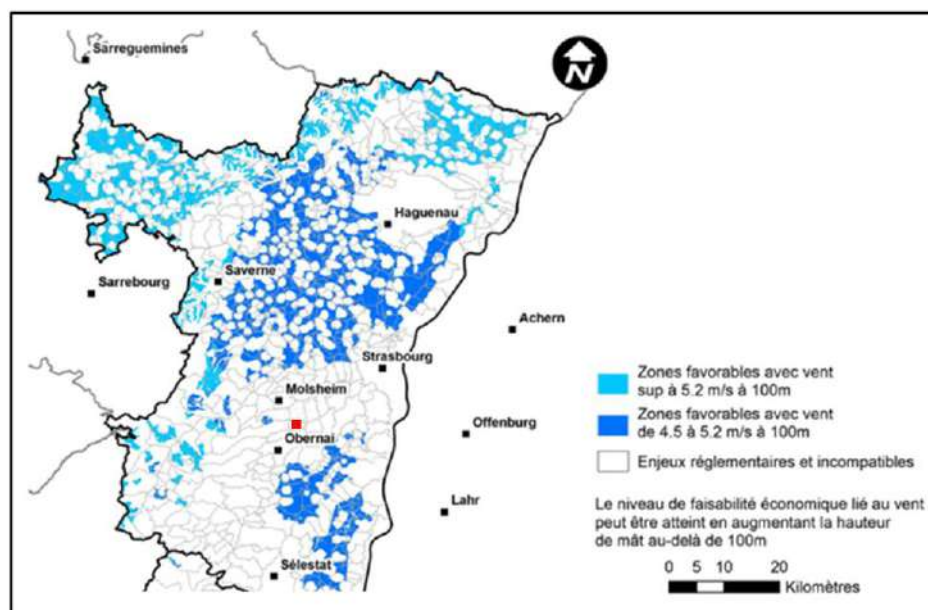 Sarreguemines
N
Haguenau
Saverne
Sarrebourg
Achern
Strasbourg
Molsheim
Obernai
Offenburg
Lahr
Sélestat
Zones favorables avec vent
sup à 5.2 m/s à 100m
Zones favorables avec vent
de 4.5 à 5.2 m/s à 100m
Enjeux réglementaires et incompatibles
Le niveau de faisabilité économique lié au vent
peut être atteint en augmentant la hauteur
de mât au-delà de 100m
0 5 10 20
Kilomètres